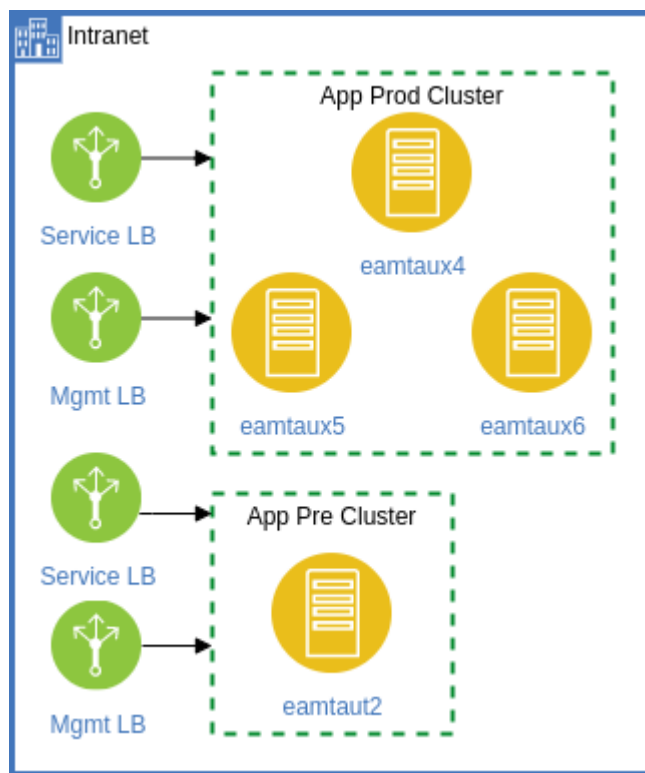 Intranet
App Prod Cluster
Service LB
eamtaux4
Mgmt LB
eamtaux5
eamtaux6
Service LB
App Pre Cluster
Mgmt LB
eamtaut2